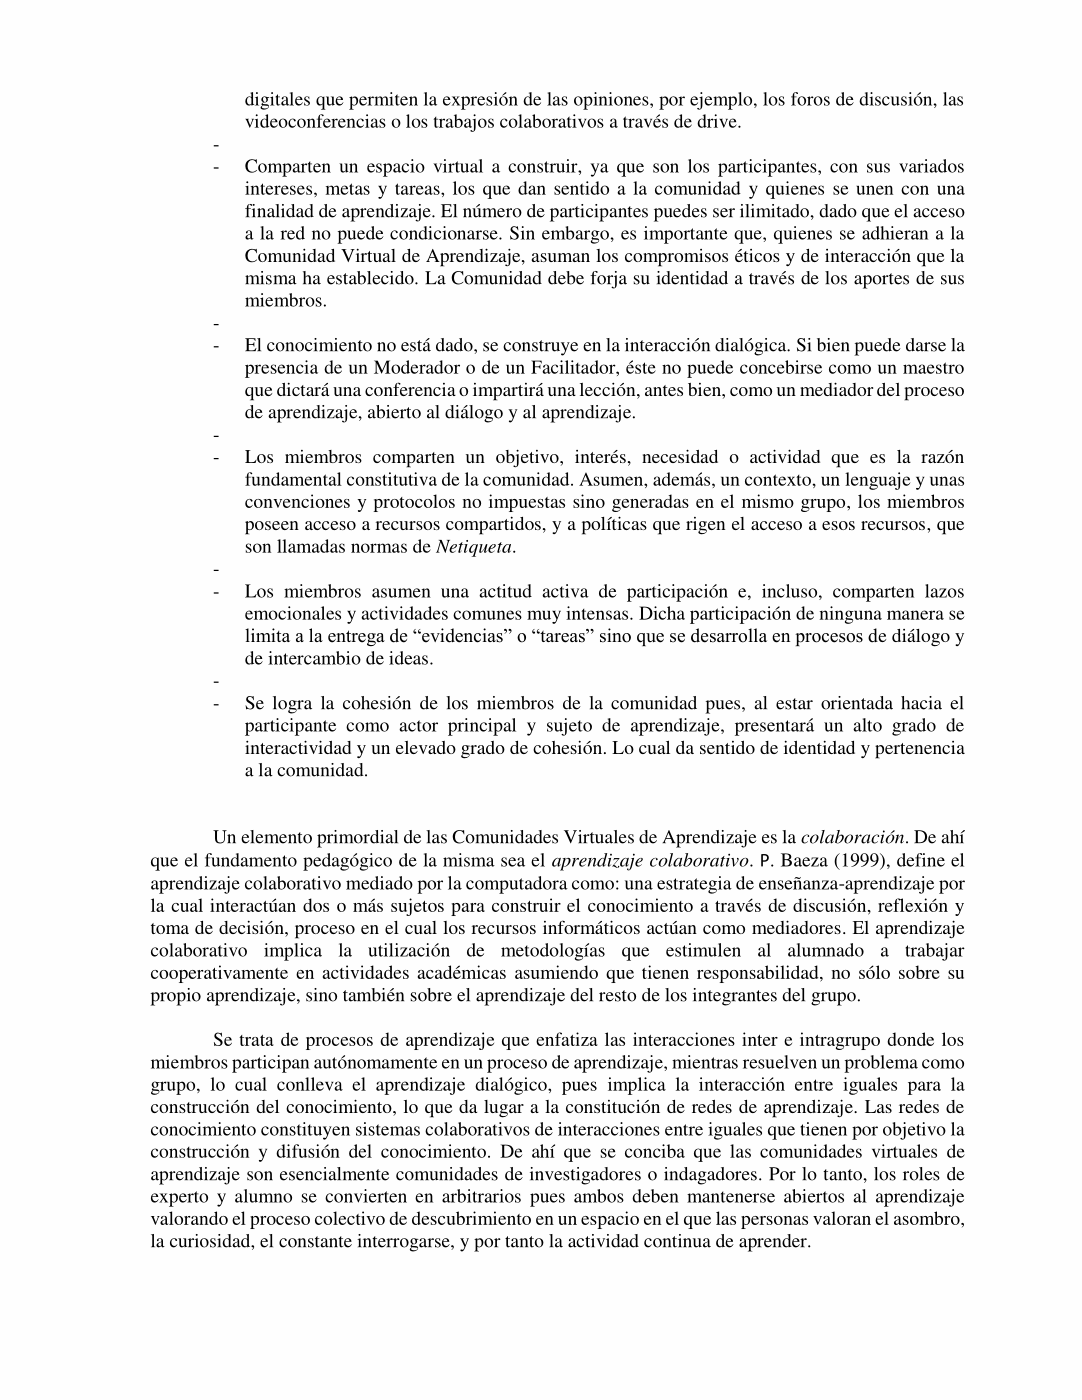 digitales que permiten la expresión de las opiniones, por ejemplo, los foros de discusión, las
videoconferencias o los trabajos colaborativos a través de drive.
-
- Comparten un espacio virtual a construir, ya que son los participantes, con sus variados
intereses, metas y tareas, los que dan sentido a la comunidad y quienes se unen con una
finalidad de aprendizaje. El número de participantes puedes ser ilimitado, dado que el acceso
a la red no puede condicionarse. Sin embargo, es importante que, quienes se adhieran a la
Comunidad Virtual de Aprendizaje, asuman los compromisos éticos y de interacción que la
misma ha establecido. La Comunidad debe forja su identidad a través de los aportes de sus
miembros.
-
- El conocimiento no está dado, se construye en la interacción dialógica. Si bien puede darse la
presencia de un Moderador o de un Facilitador, éste no puede concebirse como un maestro
que dictará una conferencia o impartirá una lección, antes bien, como un mediador del proceso
de aprendizaje, abierto al diálogo y al aprendizaje.
-
- Los miembros comparten un objetivo, interés, necesidad o actividad que es la razón
fundamental constitutiva de la comunidad. Asumen, además, un contexto, un lenguaje y unas
convenciones y protocolos no impuestas sino generadas en el mismo grupo, los miembros
poseen acceso a recursos compartidos, y a políticas que rigen el acceso a esos recursos, que
son llamadas normas de Netiqueta.
-
- Los miembros asumen una actitud activa de participación e, incluso, comparten lazos
emocionales y actividades comunes muy intensas. Dicha participación de ninguna manera se
limita a la entrega de “evidencias” o “tareas” sino que se desarrolla en procesos de diálogo y
de intercambio de ideas.
-
- Se logra la cohesión de los miembros de la comunidad pues, al estar orientada hacia el
participante como actor principal y sujeto de aprendizaje, presentará un alto grado de
interactividad y un elevado grado de cohesión. Lo cual da sentido de identidad y pertenencia
a la comunidad.
Un elemento primordial de las Comunidades Virtuales de Aprendizaje es la colaboración. De ahí
que el fundamento pedagógico de la misma sea el aprendizaje colaborativo. P. Baeza (1999), define el
aprendizaje colaborativo mediado por la computadora como: una estrategia de enseñanza-aprendizaje por
la cual interactúan dos o más sujetos para construir el conocimiento a través de discusión, reflexión y
toma de decisión, proceso en el cual los recursos informáticos actúan como mediadores. El aprendizaje
colaborativo implica la utilización de metodologías que estimulen al alumnado a trabajar
cooperativamente en actividades académicas asumiendo que tienen responsabilidad, no sólo sobre su
propio aprendizaje, sino también sobre el aprendizaje del resto de los integrantes del grupo.
Se trata de procesos de aprendizaje que enfatiza las interacciones inter e intragrupo donde los
miembros participan autónomamente en un proceso de aprendizaje, mientras resuelven un problema como
grupo, lo cual conlleva el aprendizaje dialógico, pues implica la interacción entre iguales para la
construcción del conocimiento, lo que da lugar a la constitución de redes de aprendizaje. Las redes de
conocimiento constituyen sistemas colaborativos de interacciones entre iguales que tienen por objetivo la
construcción y difusión del conocimiento. De ahí que se conciba que las comunidades virtuales de
aprendizaje son esencialmente comunidades de investigadores o indagadores. Por lo tanto, los roles de
experto y alumno se convierten en arbitrarios pues ambos deben mantenerse abiertos al aprendizaje
valorando el proceso colectivo de descubrimiento en un espacio en el que las personas valoran el asombro,
la curiosidad, el constante interrogarse, y por tanto la actividad continua de aprender.